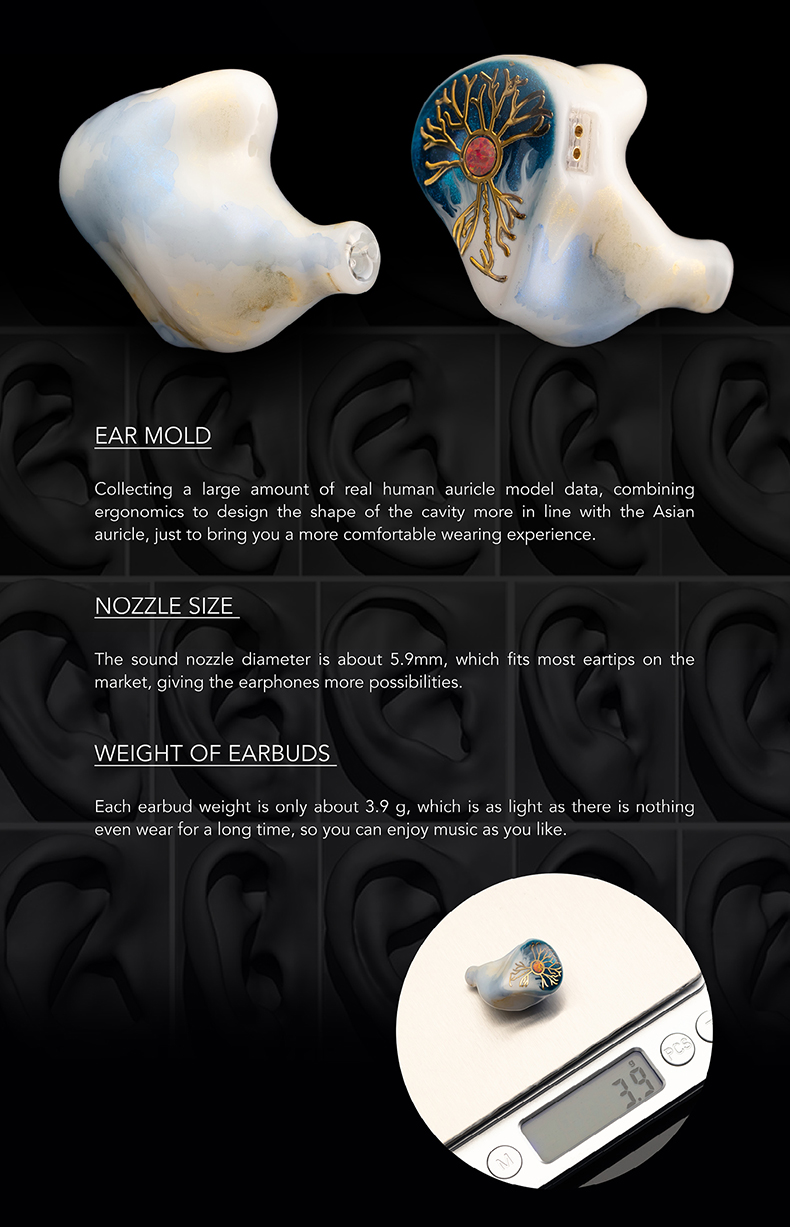 EAR MOLD
Collecting a large amount of real human auricle model data, combining
ergonomics to design the shape of the cavity more in line with the Asian
auricle, just to bring you a more comfortable wearing experience.
NOZZLE SIZE
The sound nozzle diameter is about 5.9mm, which fits most eartips on the
market, giving the earphones more possibilities.
WEIGHT OF EARBUDS
Each earbud weight is only about 3.9 g, which is as light as there is nothing
even wear for a long time, so you can enjoy music as you like.
PCS
3.9 g
M